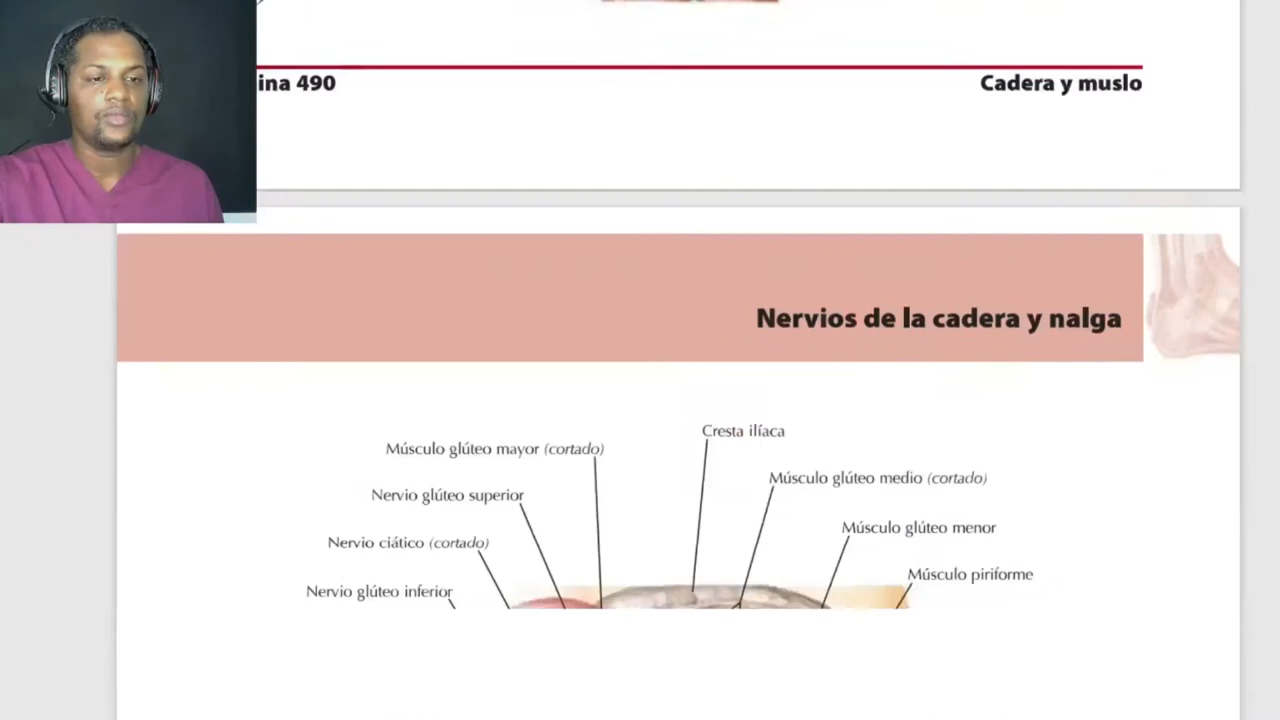 ina 490
Cadera y muslo
Nervios de la cadera y nalga
Cresta ilíaca
Músculo glúteo mayor (cortado)
Músculo glúteo medio (cortado)
Nervio glúteo superior
Músculo glúteo menor
Nervio ciático (cortado)
Músculo piriforme
Nervio glúteo inferior